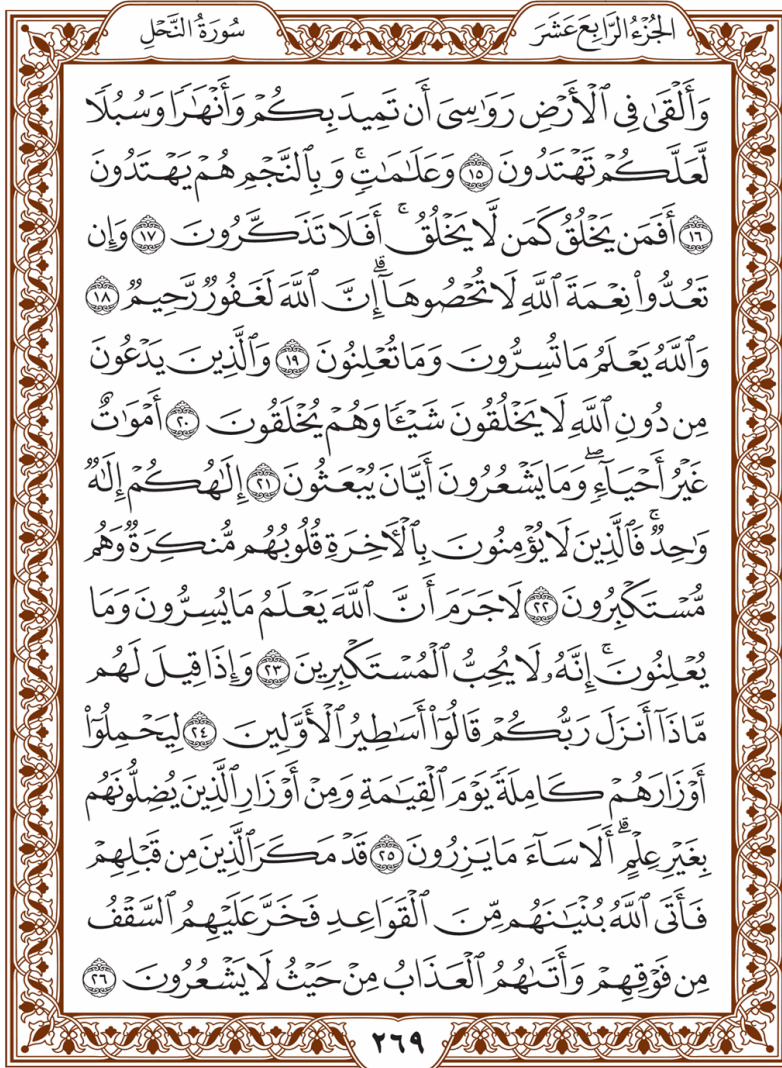 الجُزْءُ الرَّابِعَ عَشَرَ
سُورَةُ النَّحْلِ
وَأَلْقَىٰ فِي ٱلْأَرْضِ رَوَٰسِيَ أَن تَمِيدَ بِكُمْ وَأَنْهَٰرًا وَسُبُلًا
لَّعَلَّكُمْ تَهْتَدُونَ ١٥ وَعَلَٰمَٰتٖۚ وَبِٱلنَّجْمِ هُمْ يَهْتَدُونَ
١٦ أَفَمَن يَخْلُقُ كَمَن لَّا يَخْلُقُۚ أَفَلَا تَذَكَّرُونَ ١٧ وَإِن
تَعُدُّوا۟ نِعْمَةَ ٱللَّهِ لَا تُحْصُوهَآۗ إِنَّ ٱللَّهَ لَغَفُورٌ رَّحِيمٌ ١٨
وَٱللَّهُ يَعْلَمُ مَا تُسِرُّونَ وَمَا تُعْلِنُونَ ١٩ وَٱلَّذِينَ يَدْعُونَ
مِن دُونِ ٱللَّهِ لَا يَخْلُقُونَ شَيْـًٔا وَهُمْ يُخْلَقُونَ ٢٠ أَمْوَٰتٌ
غَيْرُ أَحْيَآءٖۖ وَمَا يَشْعُرُونَ أَيَّانَ يُبْعَثُونَ ٢١ إِلَٰهُكُمْ إِلَٰهٌ
وَٰحِدٌۚ فَٱلَّذِينَ لَا يُؤْمِنُونَ بِٱلْأَخِرَةِ قُلُوبُهُم مُّنكِرَةٌ وَهُم
مُّسْتَكْبِرُونَ ٢٢ لَا جَرَمَ أَنَّ ٱللَّهَ يَعْلَمُ مَا يُسِرُّونَ وَمَا
يُعْلِنُونَۚ إِنَّهُۥ لَا يُحِبُّ ٱلْمُسْتَكْبِرِينَ ٢٣ وَإِذَا قِيلَ لَهُم
مَّاذَآ أَنزَلَ رَبُّكُمْ قَالُوٓا۟ أَسَٰطِيرُ ٱلْأَوَّلِينَ ٢٤ لِيَحْمِلُوٓا۟
أَوْزَارَهُمْ كَامِلَةً يَوْمَ ٱلْقِيَٰمَةِ وَمِنْ أَوْزَارِ ٱلَّذِينَ يُضِلُّونَهُم
بِغَيْرِ عِلْمٍۗ أَلَا سَآءَ مَا يَزِرُونَ ٢٥ قَدْ مَكَرَ ٱلَّذِينَ مِن قَبْلِهِمْ
فَأَتَى ٱللَّهُ بُنْيَٰنَهُم مِّنَ ٱلْقَوَاعِدِ فَخَرَّ عَلَيْهِمُ ٱلسَّقْفُ
مِن فَوْقِهِمْ وَأَتَىٰهُمُ ٱلْعَذَابُ مِنْ حَيْثُ لَا يَشْعُرُونَ ٢٦
٢٦٩